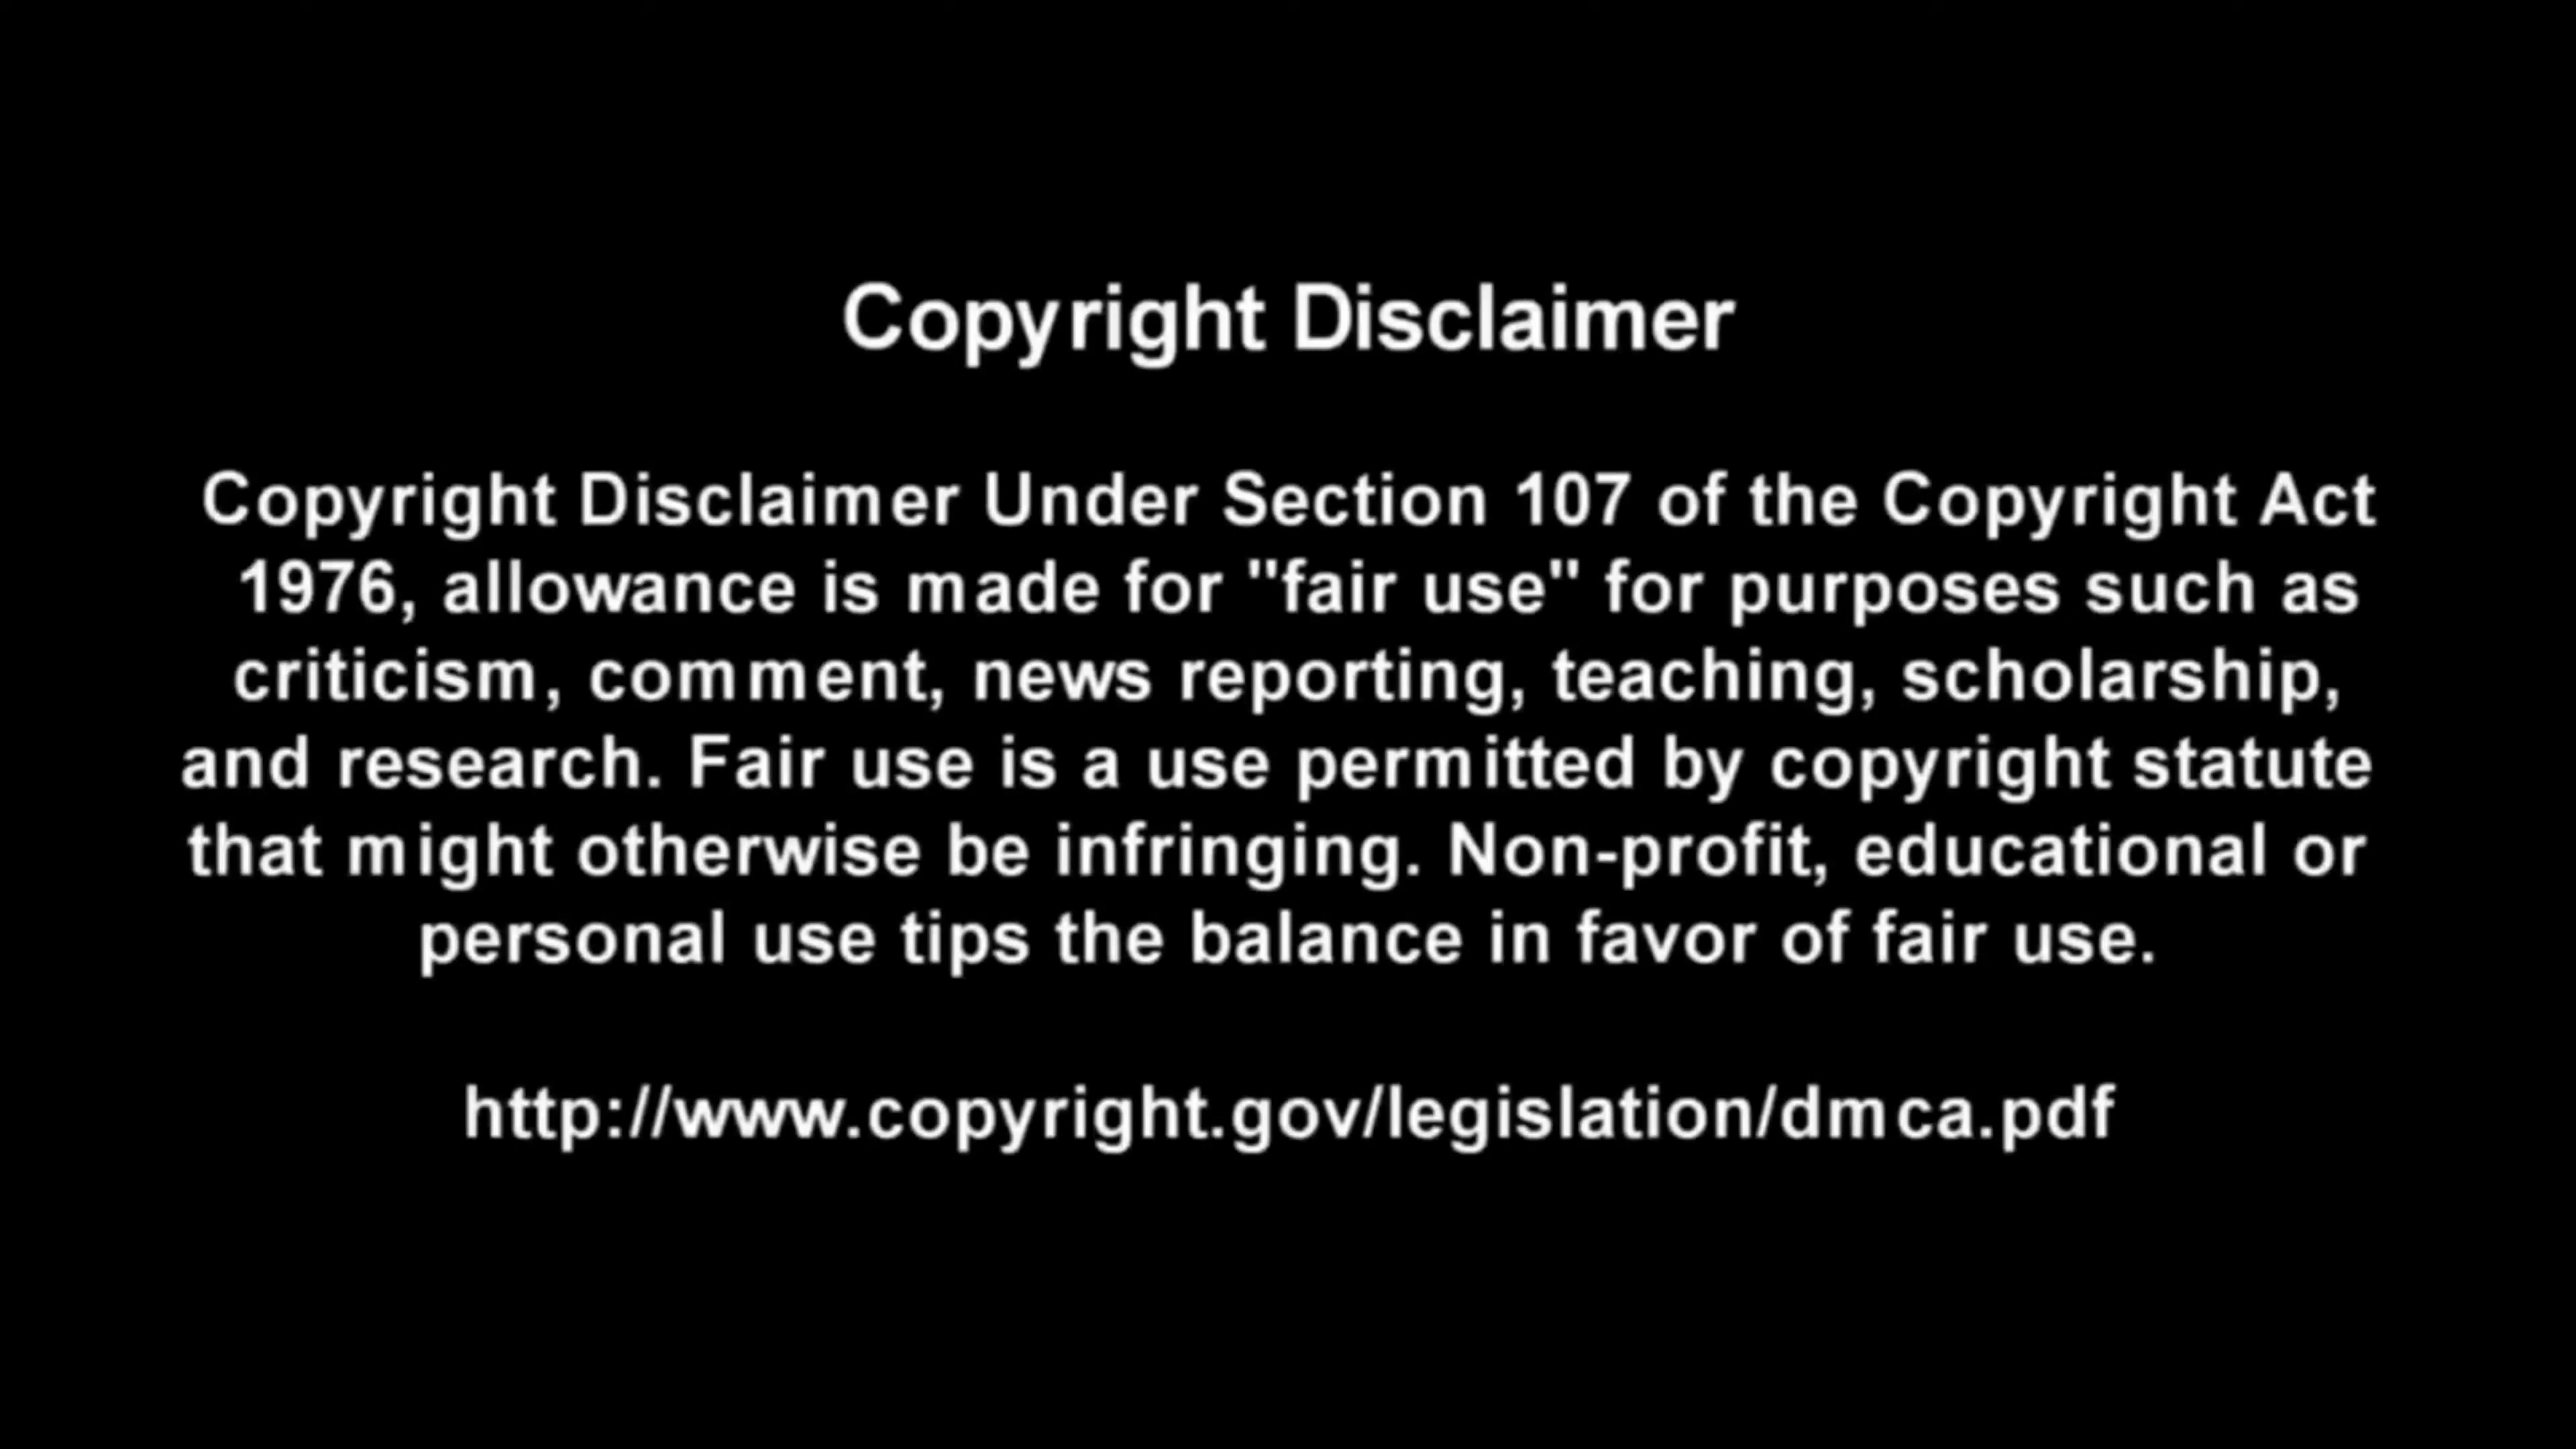 Copyright Disclaimer
Copyright Disclaimer Under Section 107 of the Copyright Act
1976, allowance is made for "fair use" for purposes such as
criticism, comment, news reporting, teaching, scholarship,
and research. Fair use is a use permitted by copyright statute
that might otherwise be infringing. Non-profit, educational or
personal use tips the balance in favor of fair use.
http://www.copyright.gov/legislation/dmca.pdf